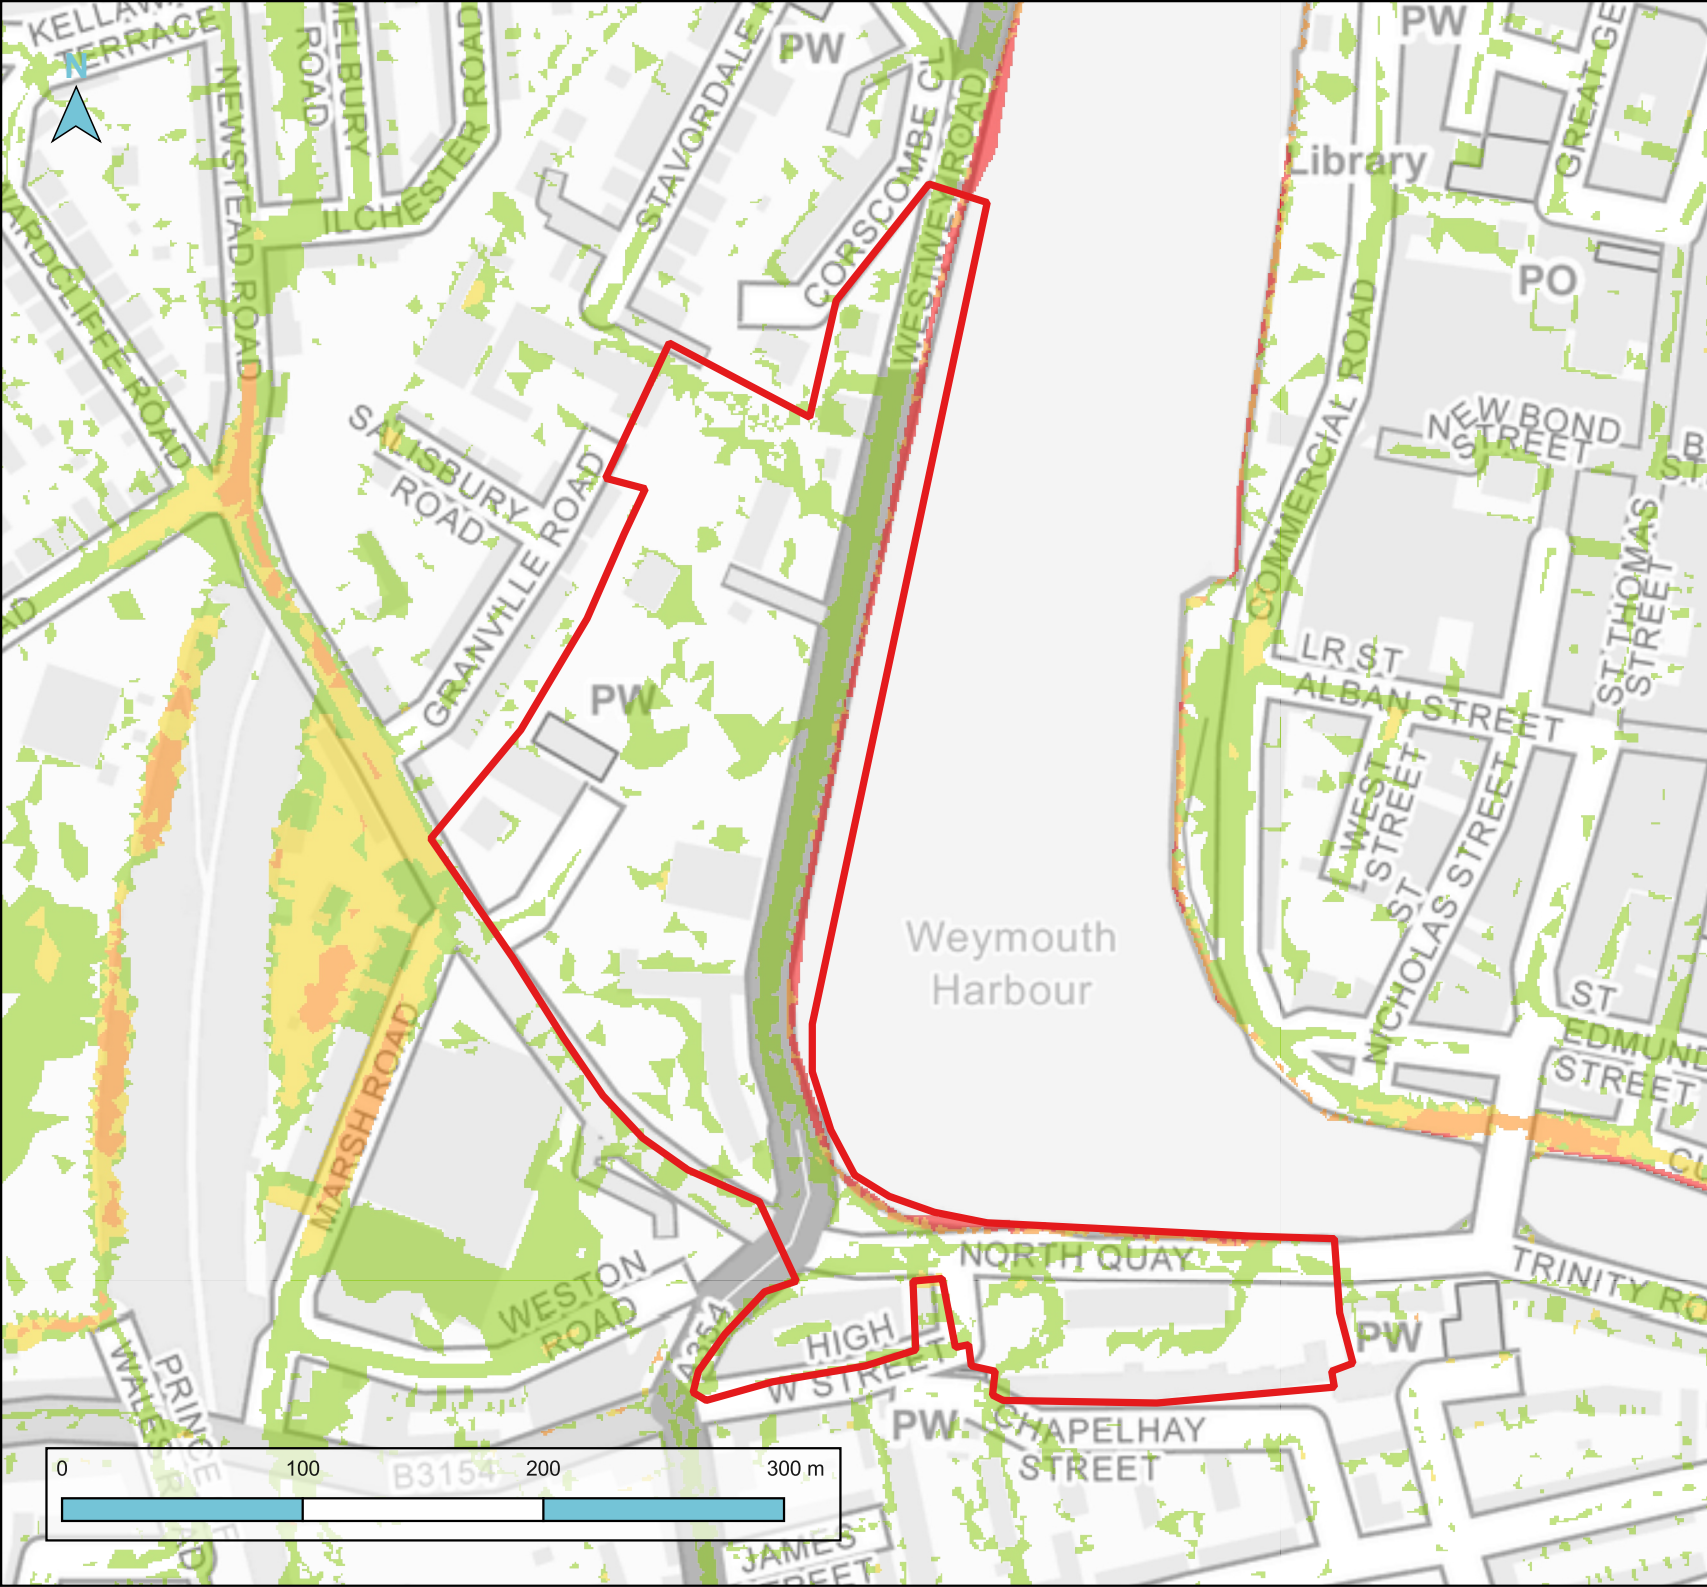 KELLAWAY
TERRACE
N
NEWSTEAD ROAD
ROAD
MELBURY
ROAD
ILCHESTER
STAVORDALE
PW
CORSCOMBE CL
WESTWEY ROAD
PW
GREAT GE
Library
PO
COMMERCIAL ROAD
NEW BOND
STREET
WARDCLIFFE ROAD
SALISBURY
ROAD
GRANVILLE ROAD
AD
PW
LR ST
ALBAN STREET
ST THOMAS
STREET
WEST
STREET
ST
NICHOLAS STREET
Weymouth
Harbour
ST
EDMUND
STREET
MARSH ROAD
NORTH QUAY
TRINITY RO
WESTON
ROAD
A354
HIGH
W STREET
PW
PW
CHAPELHAY
STREET
PRINCE
WALES R
B3154
0 100 200 300 m
JAMES
STREET